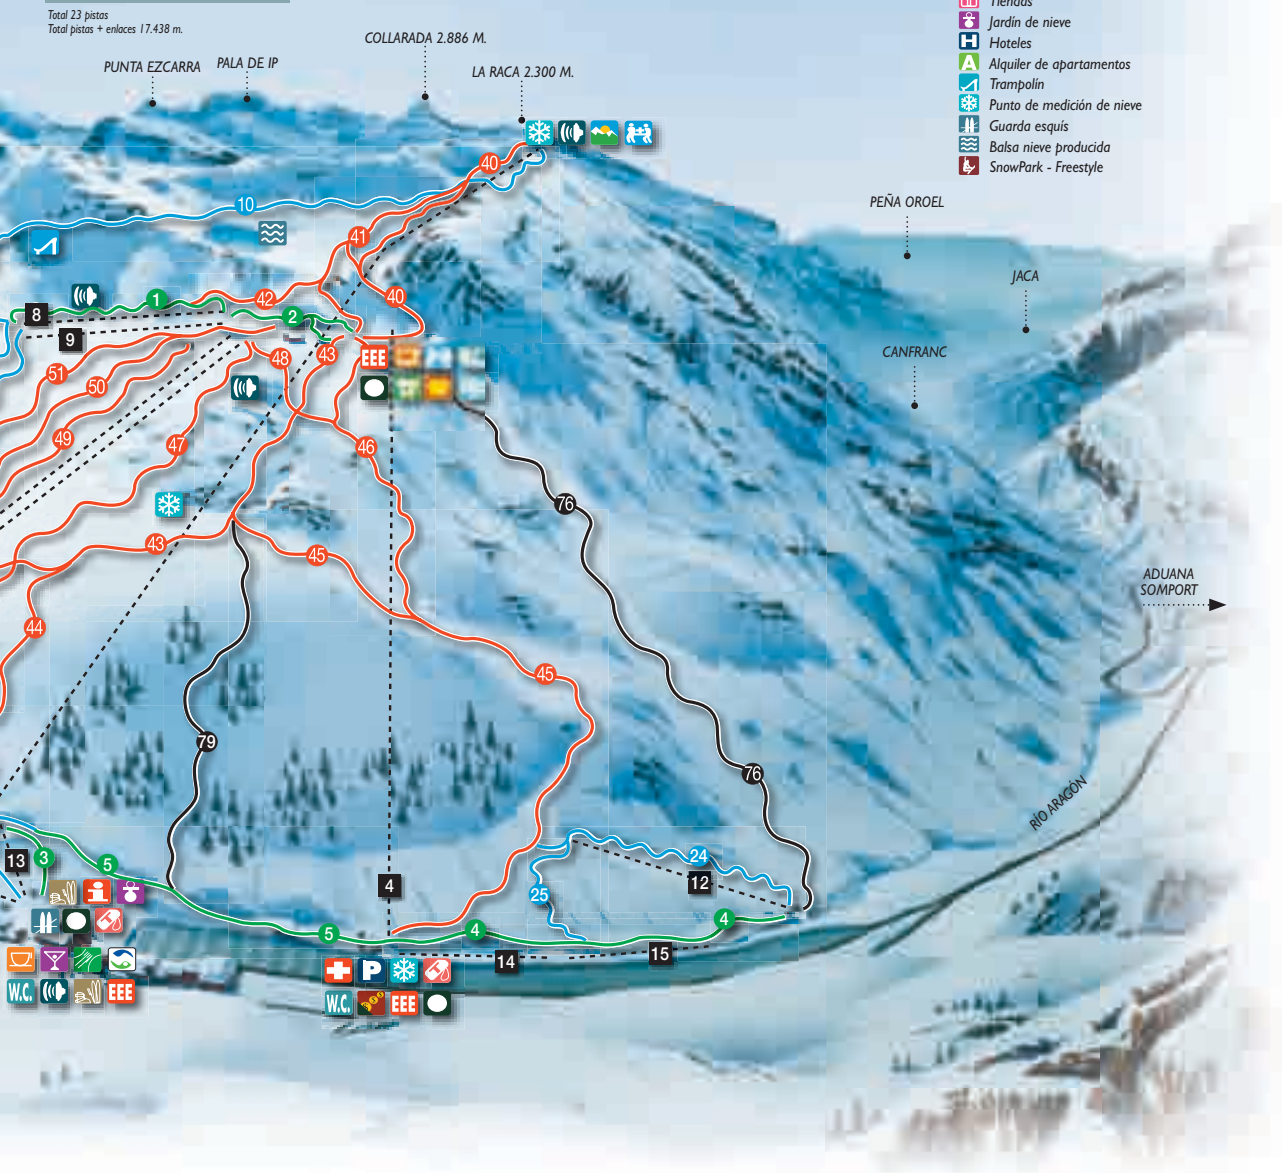 Total 23 pistas
Total pistas + enlaces 17.438 m.
Tiendas
Jardín de nieve
H Hoteles
A Alquiler de apartamentos
Trampolín
Punto de medición de nieve
Guarda esquís
Balsa nieve producida
SnowPark - Freestyle
COLLARADA 2.886 M.
PUNTA EZCARRA
PALA DE IP
LA RACA 2.300 M.
40
PEÑA OROEL
10
41
JACA
1
42
40
8
2
9
CANFRANC
48
43
EEE
51
50
49
47
46
76
43
45
ADUANA
SOMPORT
44
45
79
76
RÍO ARAGÓN
13
3
5
24
4
12
25
4
5
4
14
15
P
W.C.
EEE
W.C.
EEE